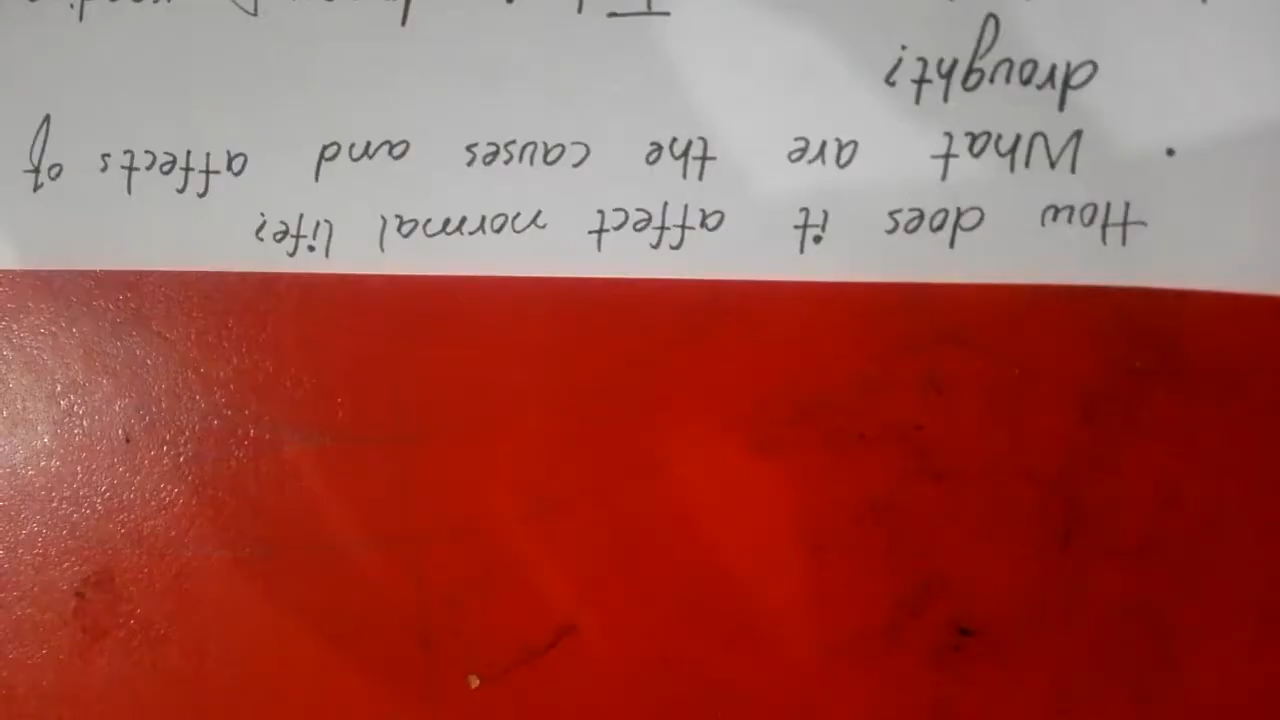 How does it affect normal life?
• What are the causes and affects of
drought?